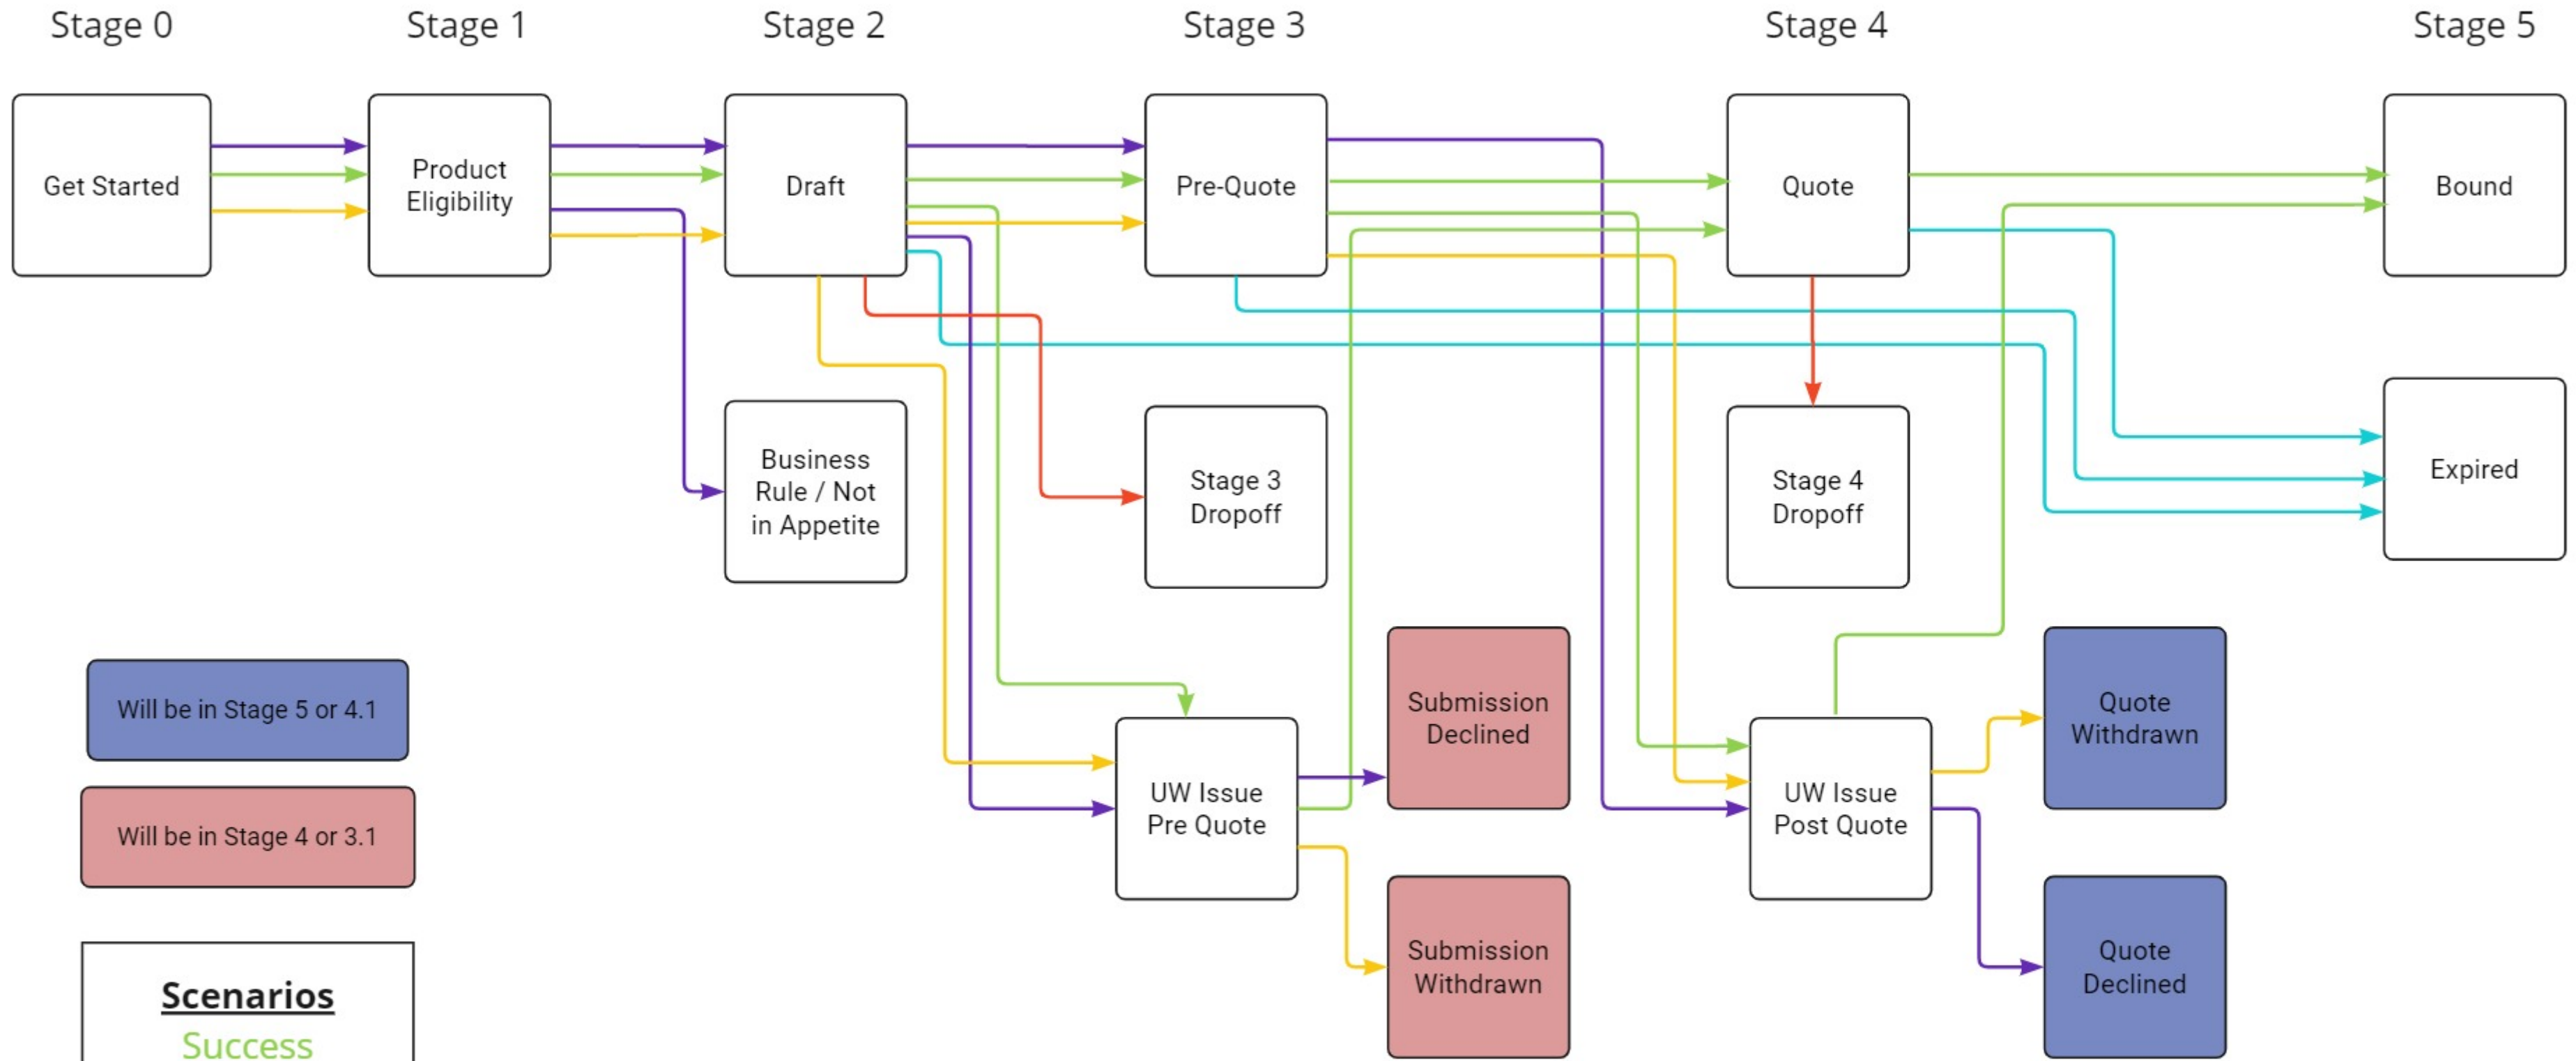 Stage 0
Stage 1
Stage 2
Stage 3
Stage 4
Stage 5
Get Started
Product
Eligibility
Draft
Pre-Quote
Quote
Bound
Business
Rule / Not
in Appetite
Stage 3
Dropoff
Stage 4
Dropoff
Expired
Will be in Stage 5 or 4.1
Will be in Stage 4 or 3.1
Submission
Declined
Quote
Withdrawn
UW Issue
Pre Quote
UW Issue
Post Quote
Submission
Withdrawn
Quote
Declined
Scenarios
Success